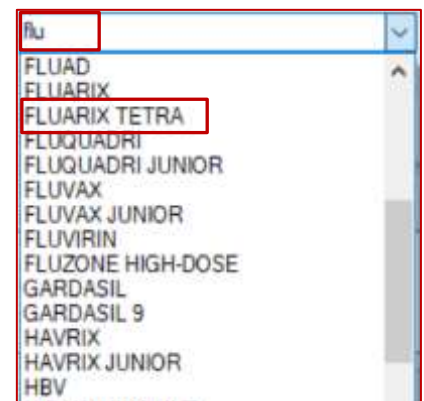 flu
FLUAD
FLUARIX
FLUARIX TETRA
FLUQUADRI
FLUQUADRI JUNIOR
FLUVAX
FLUVAX JUNIOR
FLUVIRIN
FLUZONE HIGH-DOSE
GARDASIL
GARDASIL 9
HAVRIX
HAVRIX JUNIOR
HBV